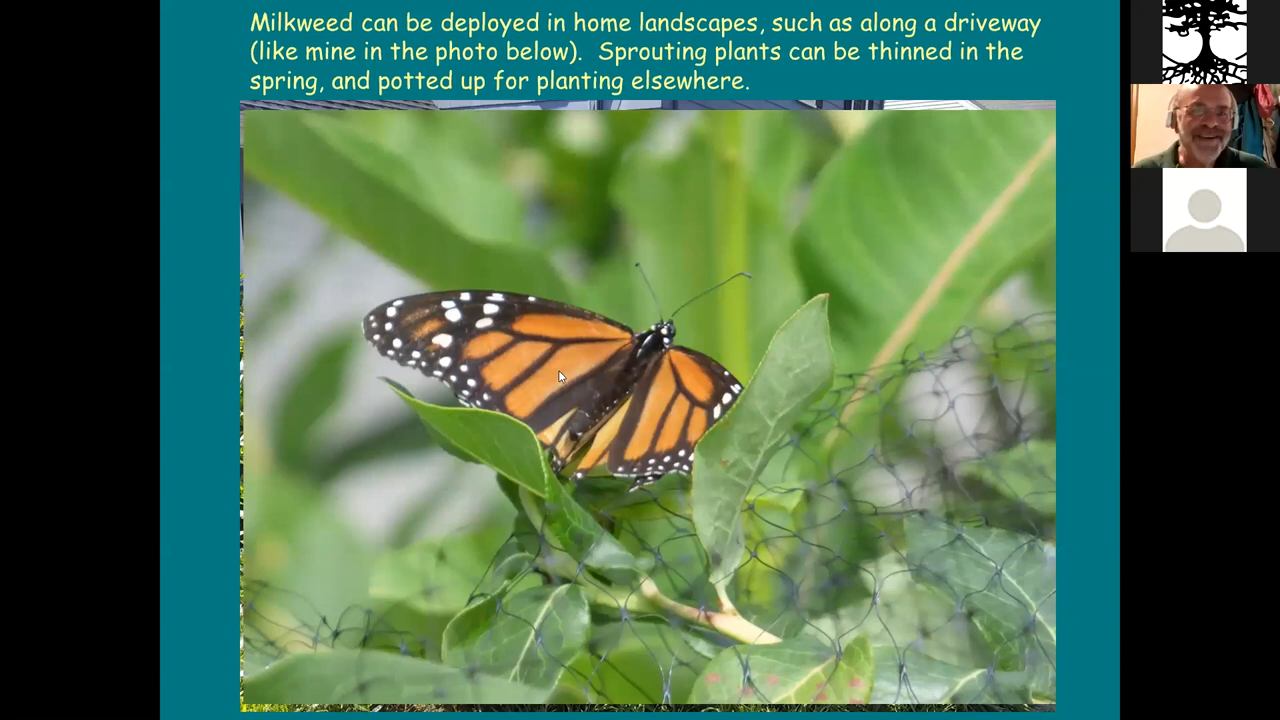 Milkweed can be deployed in home landscapes, such as along a driveway
(like mine in the photo below).  Sprouting plants can be thinned in the
spring, and potted up for planting elsewhere.